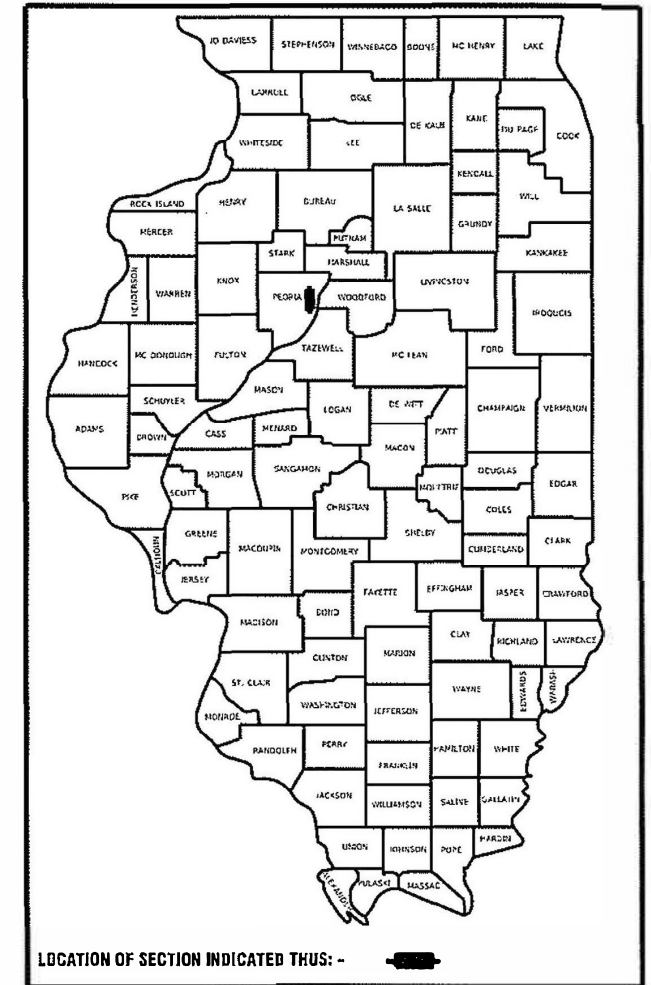 JO DAVIESS
STEPHENSON
WINNEBAGO
BOONE
MC HENRY
LAKE
CARROLL
OGLE
DE KALB
KANE
DU PAGE
COOK
WHITESIDE
LEE
KENDALL
WILL
ROCK ISLAND
HENRY
BUREAU
LA SALLE
GRUNDY
MERCER
PUTNAM
STARK
MARSHALL
KANKAKEE
HENDERSON
WARREN
KNOX
PEORIA
WOODFORD
LIVINGSTON
IROQUOIS
HANCOCK
MC DONOUGH
FULTON
TAZEWELL
MC LEAN
FORD
MASON
SCHUYLER
LOGAN
DE WITT
CHAMPAIGN
VERMILION
ADAMS
BROWN
CASS
MENARD
PIATT
MACON
PIKE
SCOTT
MORGAN
SANGAMON
DOUGLAS
MOULTRIE
EDGAR
CHRISTIAN
COLES
CALHOUN
GREENE
MACOUPIN
MONTGOMERY
SHELBY
CUMBERLAND
CLARK
JERSEY
FAYETTE
EFFINGHAM
JASPER
CRAWFORD
MADISON
BOND
CLAY
RICHLAND
LAWRENCE
CLINTON
MARION
ST. CLAIR
WAYNE
EDWARDS
WABASH
MONROE
WASHINGTON
JEFFERSON
RANDOLPH
PERRY
HAMILTON
WHITE
FRANKLIN
JACKSON
WILLIAMSON
SALINE
GALLATIN
UNION
JOHNSON
POPE
HARDIN
ALEXANDER
PULASKI
MASSAC
LOCATION OF SECTION INDICATED THUS: -